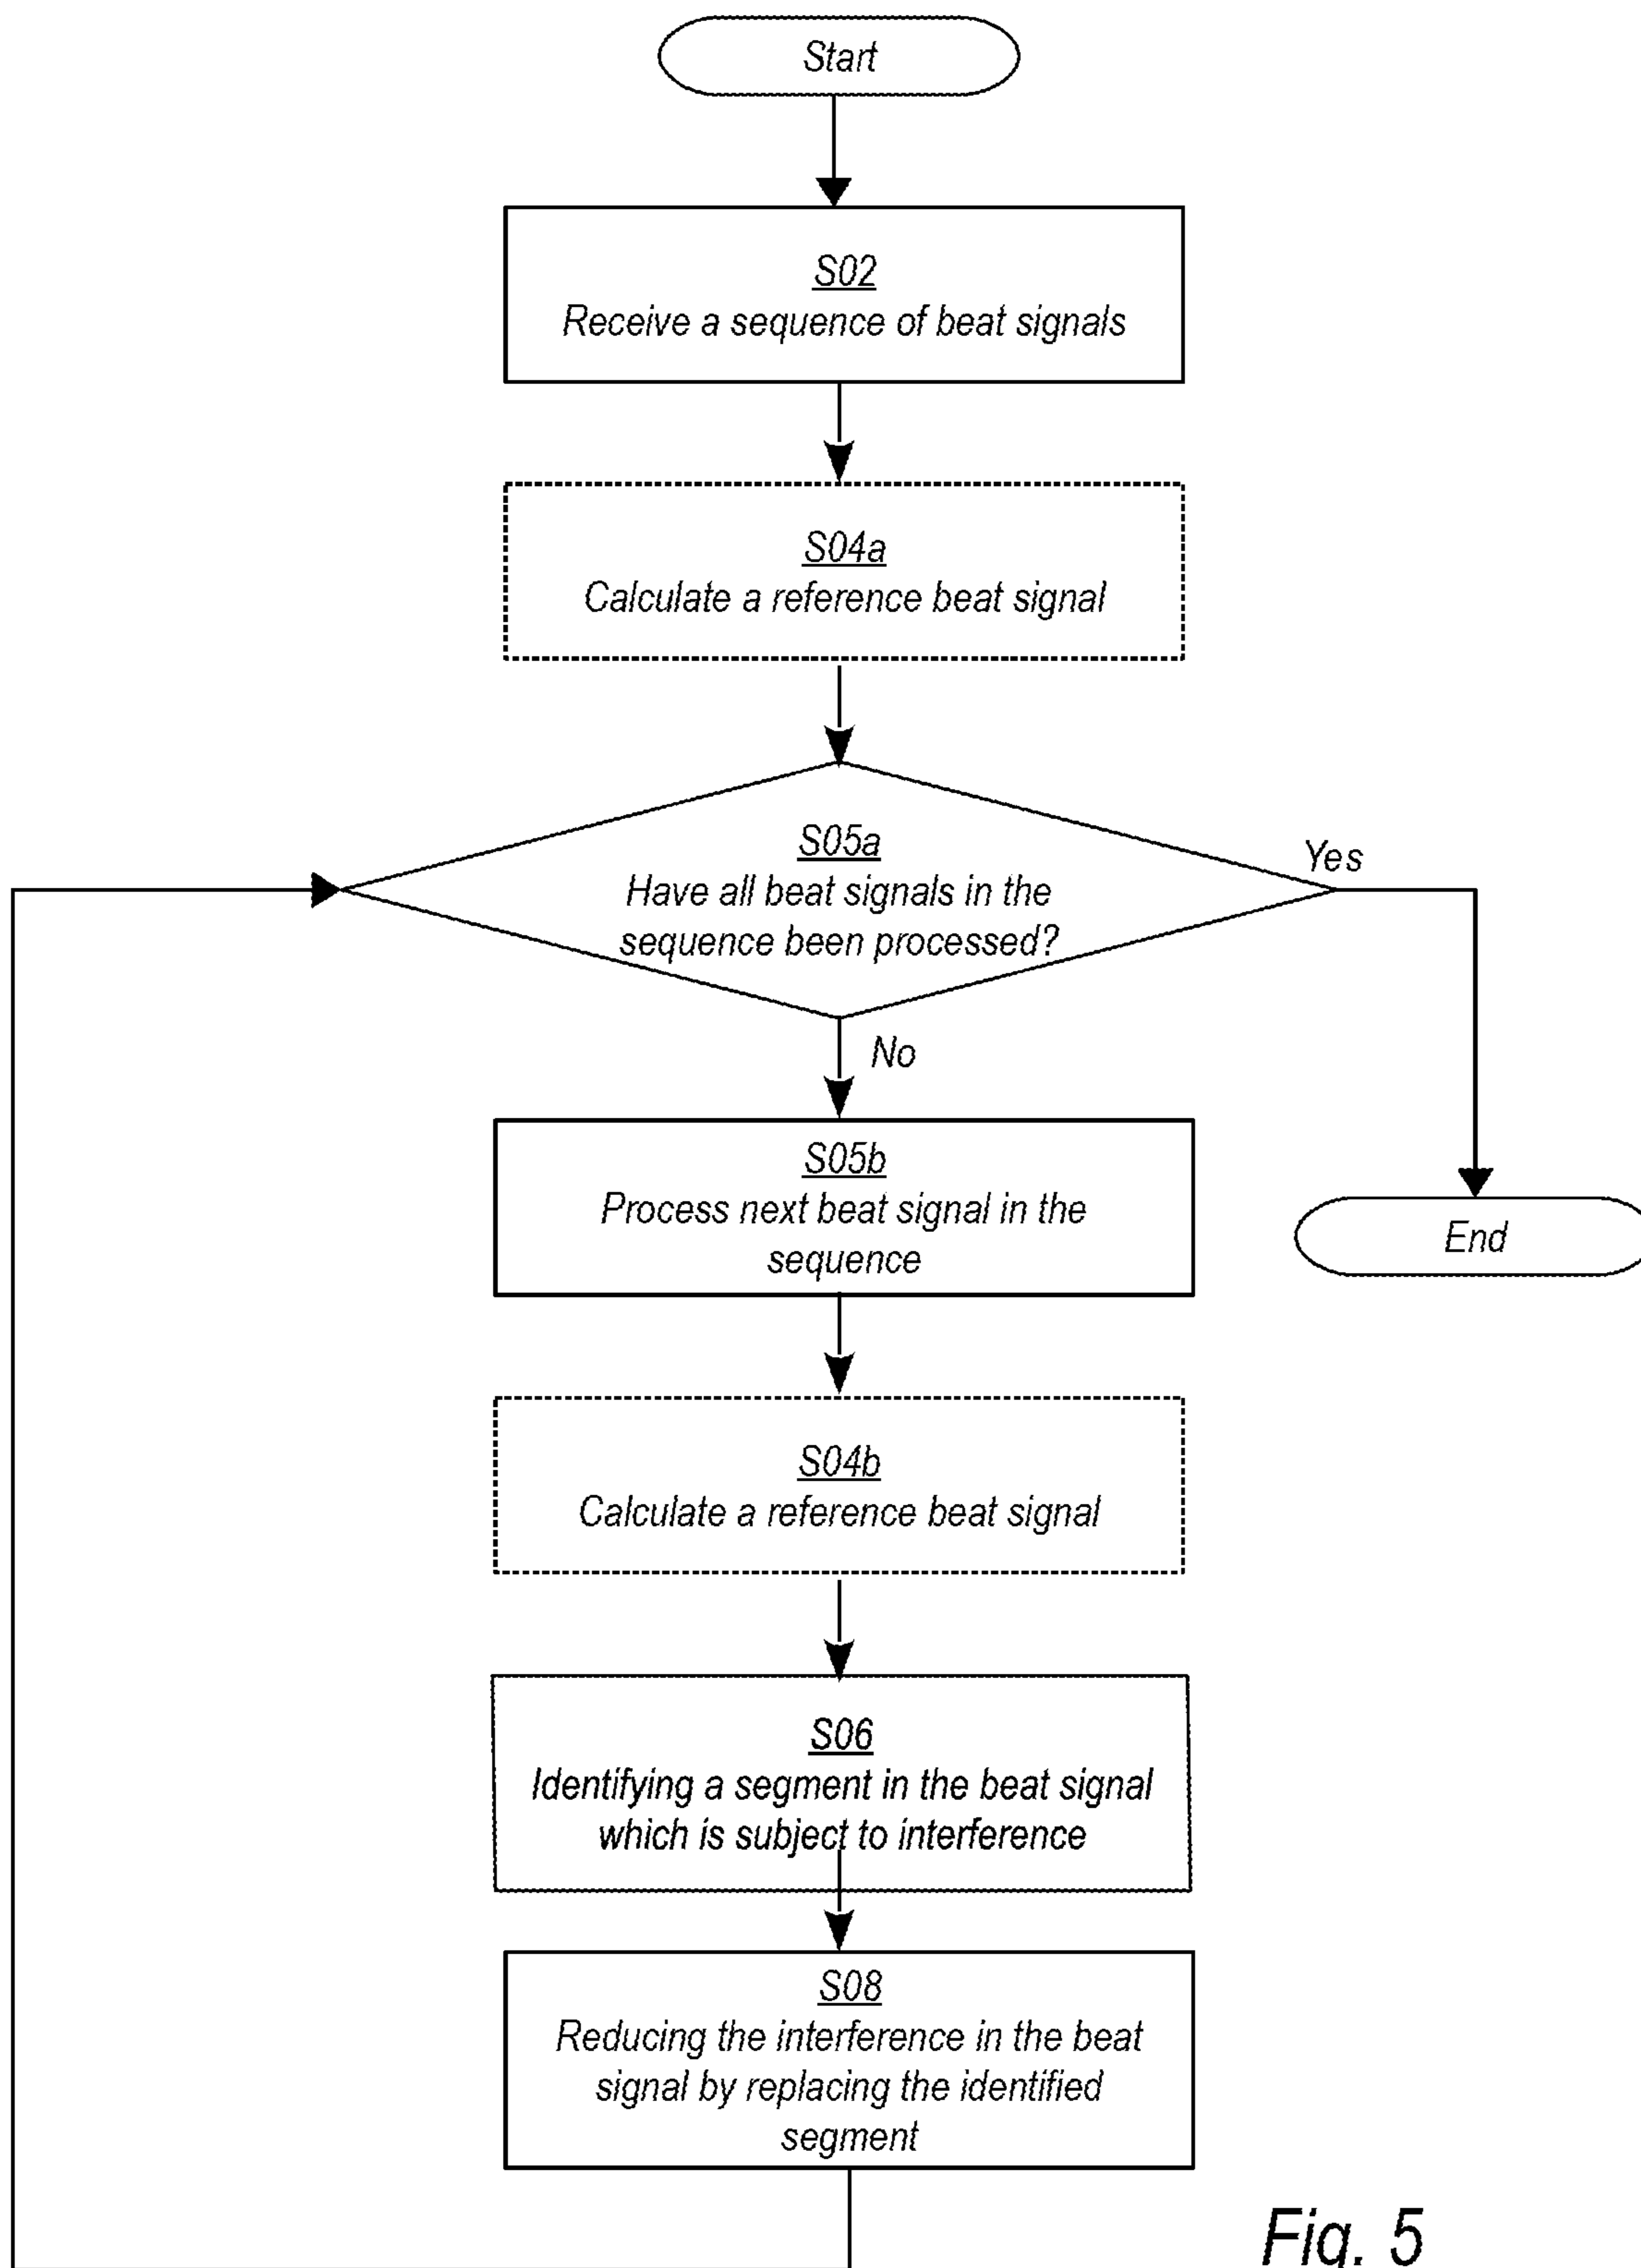 Start
S02
Receive a sequence of beat signals
S04a
Calculate a reference beat signal
S05a
Have all beat signals in the
sequence been processed?
Yes
No
S05b
Process next beat signal in the
sequence
End
S04b
Calculate a reference beat signal
S06
Identifying a segment in the beat signal
which is subject to interference
S08
Reducing the interference in the beat
signal by replacing the identified
segment
Fig. 5